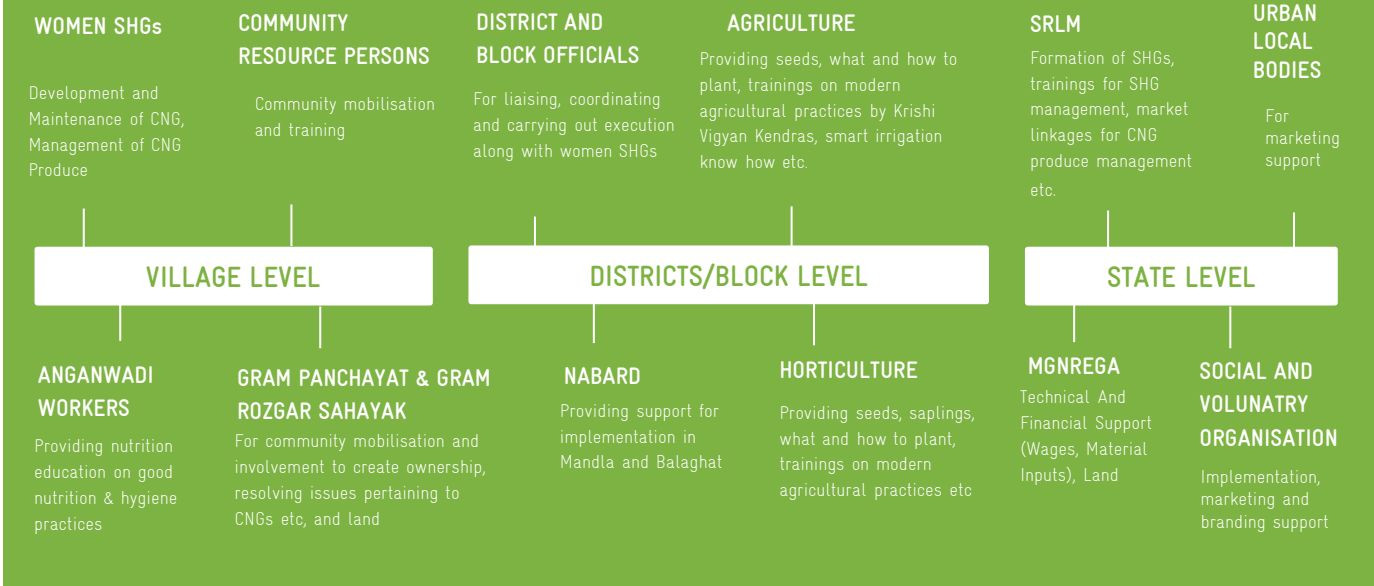 WOMEN SHGs
Development and
Maintenance of CNG,
Management of CNG
Produce
COMMUNITY
RESOURCE PERSONS
Community mobilisation
and training
DISTRICT AND
BLOCK OFFICIALS
For liaising, coordinating
and carrying out execution
along with women SHGs
AGRICULTURE
Providing seeds, what and how to
plant, trainings on modern
agricultural practices by Krishi
Vigyan Kendras, smart irrigation
know how etc.
SRLM
Formation of SHGs,
trainings for SHG
management, market
linkages for CNG
produce management
etc.
URBAN
LOCAL
BODIES
For
marketing
support
VILLAGE LEVEL
DISTRICTS/BLOCK LEVEL
STATE LEVEL
ANGANWADI
WORKERS
Providing nutrition
education on good
nutrition & hygiene
practices
GRAM PANCHAYAT & GRAM
ROZGAR SAHAYAK
For community mobilisation and
involvement to create ownership,
resolving issues pertaining to
CNGs etc, and land
NABARD
Providing support for
implementation in
Mandla and Balaghat
HORTICULTURE
Providing seeds, saplings,
what and how to plant,
trainings on modern
agricultural practices etc
MGNREGA
Technical And
Financial Support
(Wages, Material
Inputs), Land
SOCIAL AND
VOLUNATRY
ORGANISATION
Implementation,
marketing and
branding support